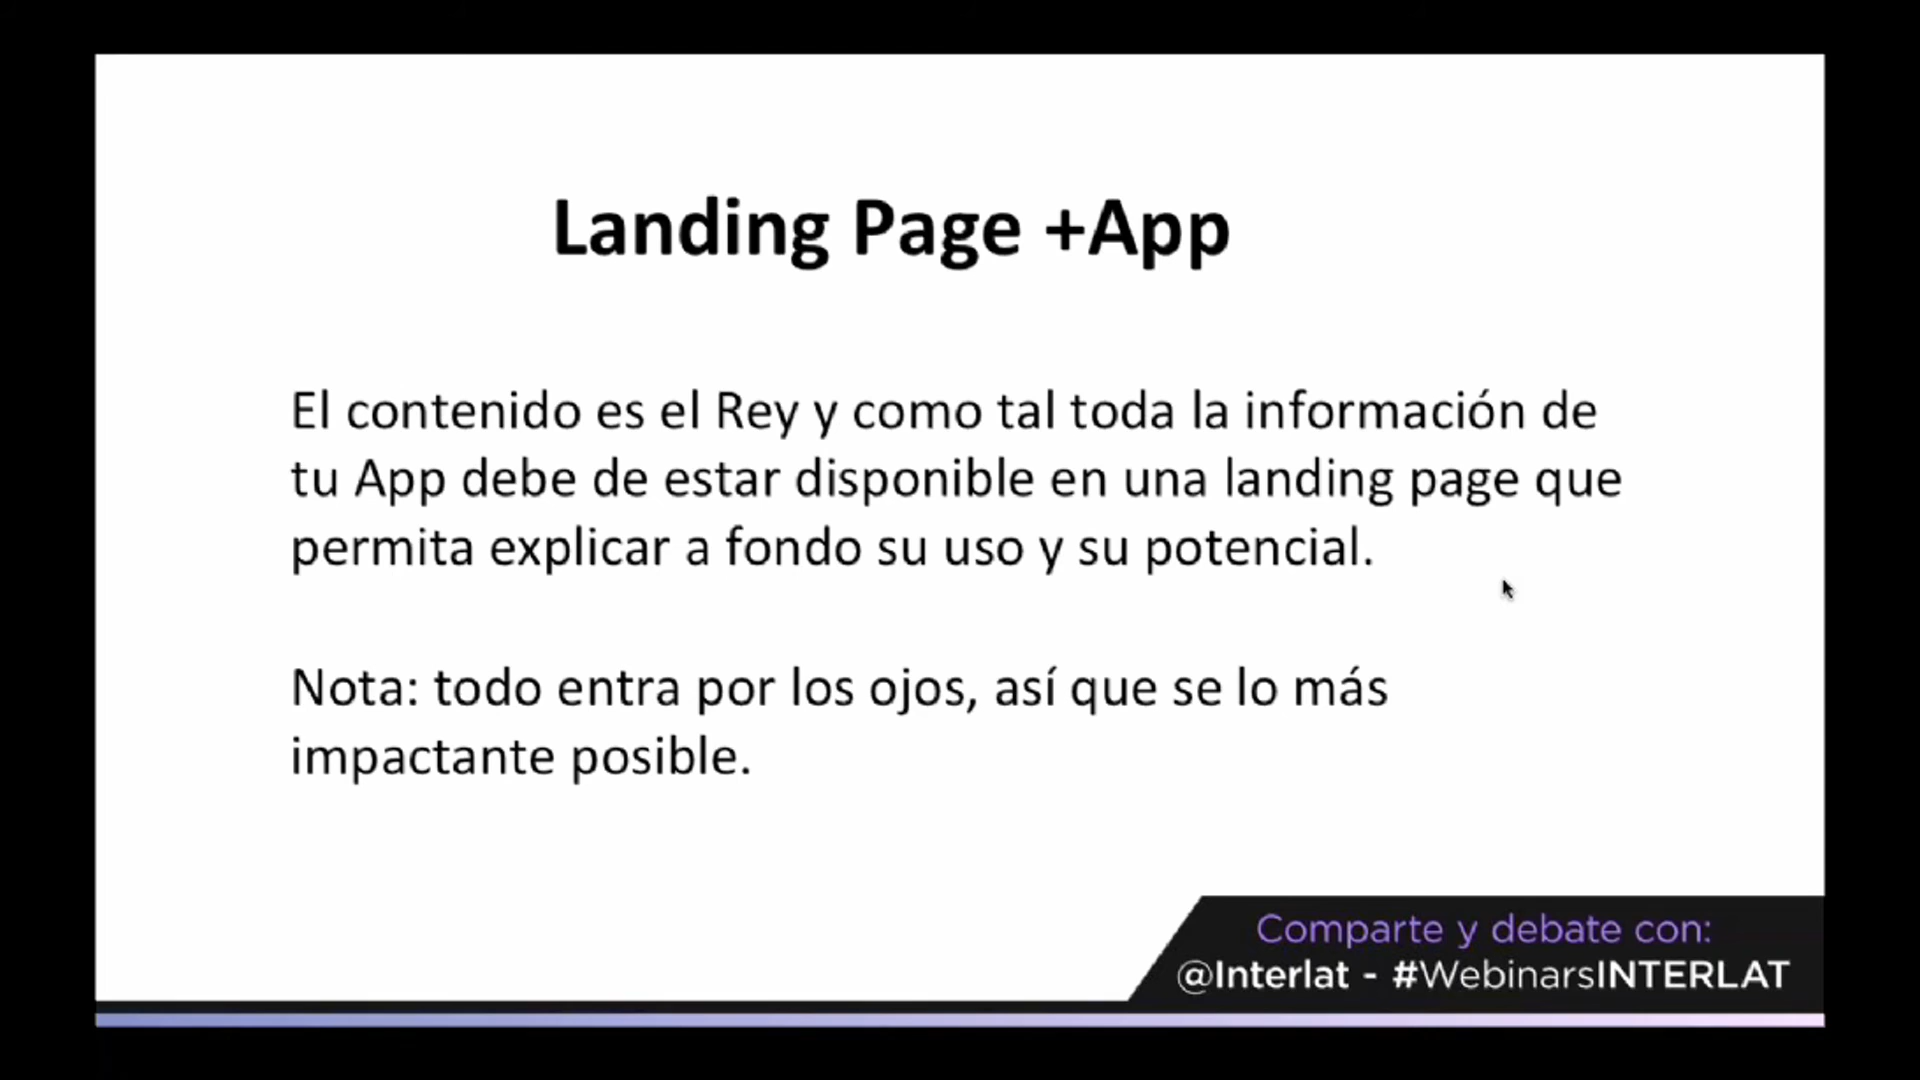 Landing Page +App
El contenido es el Rey y como tal toda la información de
tu App debe de estar disponible en una landing page que
permita explicar a fondo su uso y su potencial.
Nota: todo entra por los ojos, así que se lo más
impactante posible.
Comparte y debate con:
@Interlat - #WebinarsINTERLAT